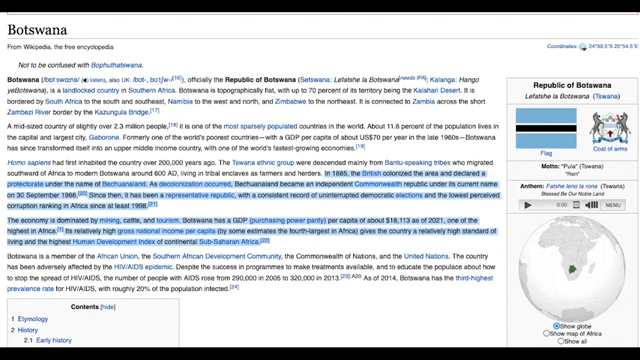 Botswana
From Wikipedia, the free encyclopedia
Coordinates: 24°39.5′S 25°54.5′E
Not to be confused with Bophuthatswana.
Botswana (/bɒtˈswɑːnə/ (listen), also UK: /bʊt-, bʊˈtʃw-/[16]), officially the Republic of Botswana (Setswana: Lefatshe la Botswana[needs IPA]; Kalanga: Hango
yeBotswana), is a landlocked country in Southern Africa. Botswana is topographically flat, with up to 70 percent of its territory being the Kalahari Desert. It is
bordered by South Africa to the south and southeast, Namibia to the west and north, and Zimbabwe to the northeast. It is connected to Zambia across the short
Zambezi River border by the Kazungula Bridge.[17]
A mid-sized country of slightly over 2.3 million people,[18] it is one of the most sparsely populated countries in the world. About 11.6 percent of the population lives in
the capital and largest city, Gaborone. Formerly one of the world's poorest countries—with a GDP per capita of about US$70 per year in the late 1960s—Botswana
has since transformed itself into an upper middle income country, with one of the world's fastest-growing economies.[19]
Homo sapiens had first inhabited the country over 200,000 years ago. The Tswana ethnic group were descended mainly from Bantu-speaking tribes who migrated
southward of Africa to modern Botswana around 600 AD, living in tribal enclaves as farmers and herders. In 1885, the British colonized the area and declared a
protectorate under the name of Bechuanaland. As decolonization occurred, Bechuanaland became an independent Commonwealth republic under its current name
on 30 September 1966.[20] Since then, it has been a representative republic, with a consistent record of uninterrupted democratic elections and the lowest perceived
corruption ranking in Africa since at least 1998.[21]
The economy is dominated by mining, cattle, and tourism. Botswana has a GDP (purchasing power parity) per capita of about $18,113 as of 2021, one of the
highest in Africa.[1] Its relatively high gross national income per capita (by some estimates the fourth-largest in Africa) gives the country a relatively high standard of
living and the highest Human Development Index of continental Sub-Saharan Africa.[22]
Botswana is a member of the African Union, the Southern African Development Community, the Commonwealth of Nations, and the United Nations. The country
has been adversely affected by the HIV/AIDS epidemic. Despite the success in programmes to make treatments available, and to educate the populace about how
to stop the spread of HIV/AIDS, the number of people with AIDS rose from 290,000 in 2005 to 320,000 in 2013.[23]:A20 As of 2014, Botswana has the third-highest
prevalence rate for HIV/AIDS, with roughly 20% of the population infected.[24]
Contents [hide]
1 Etymology
2 History
2.1 Early history
Republic of Botswana
Lefatshe la Botswana (Tswana)
Flag
Coat of arms
Motto: "Pula" (Tswana)
"Rain"
Anthem: Fatshe leno la rona (Tswana)
Blessed Be Our Noble Land
0:00
MENU
Show globe
Show map of Africa
Show all